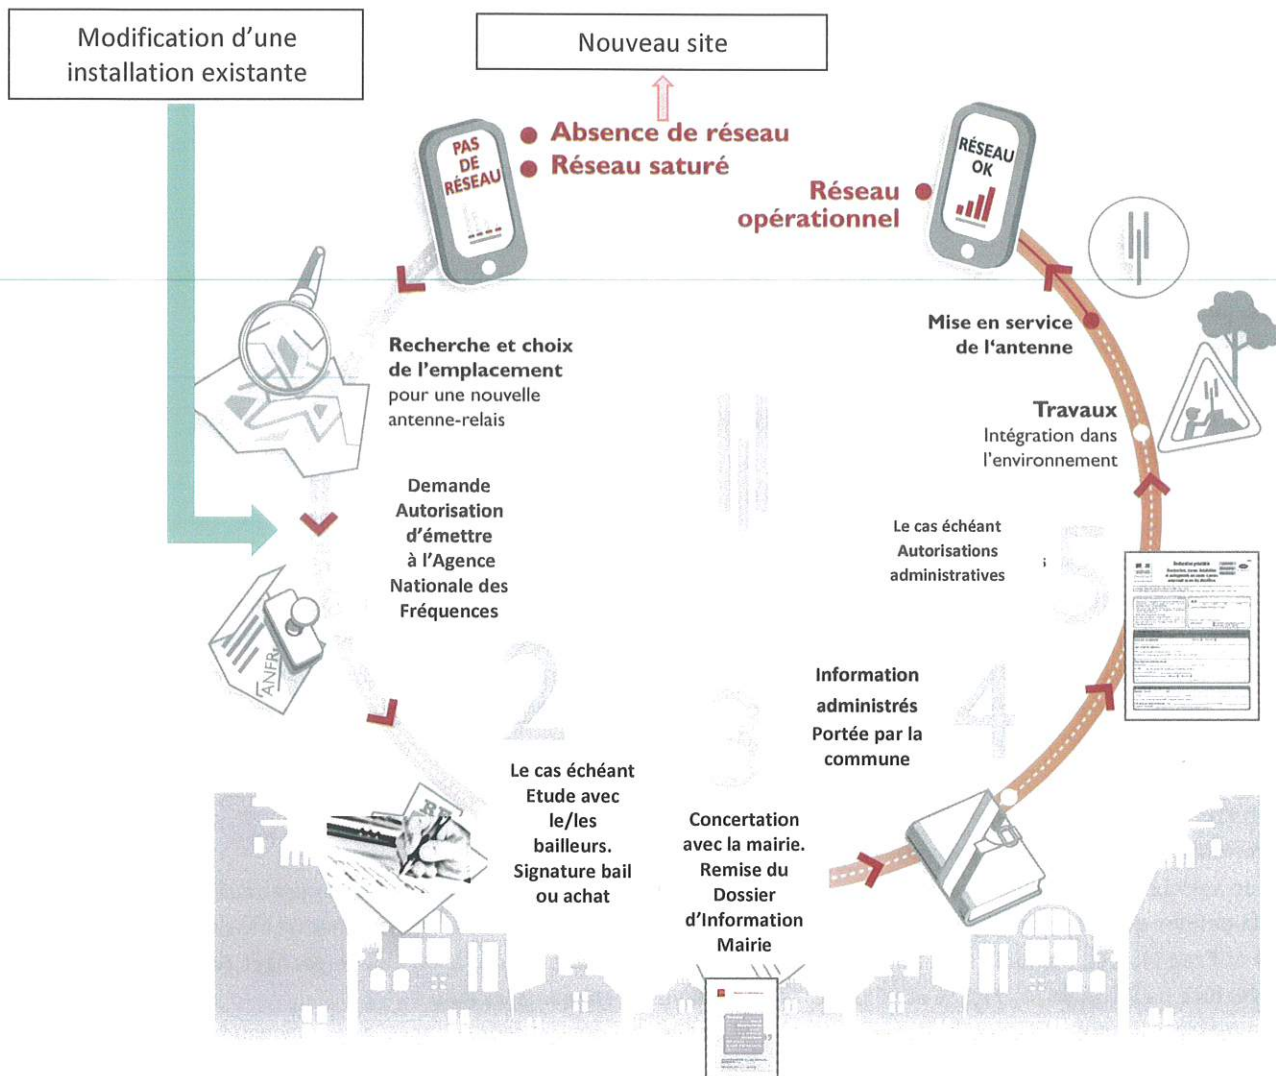 Modification d'une
installation existante
Nouveau site
Absence de réseau
Réseau saturé
PAS
DE
RÉSEAU
RÉSEAU
OK
Réseau
opérationnel
Recherche et choix
de l'emplacement
pour une nouvelle
antenne-relais
Mise en service
de l'antenne
Travaux
Intégration dans
l'environnement
Demande
Autorisation
d'émettre
à l'Agence
Nationale des
Fréquences
ANFR
Le cas échéant
Autorisations
administratives
5
2
3
4
Information
administrés
Portée par la
commune
Le cas échéant
Etude avec
le/les
bailleurs.
Signature bail
ou achat
Concertation
avec la mairie.
Remise du
Dossier
d'Information
Mairie